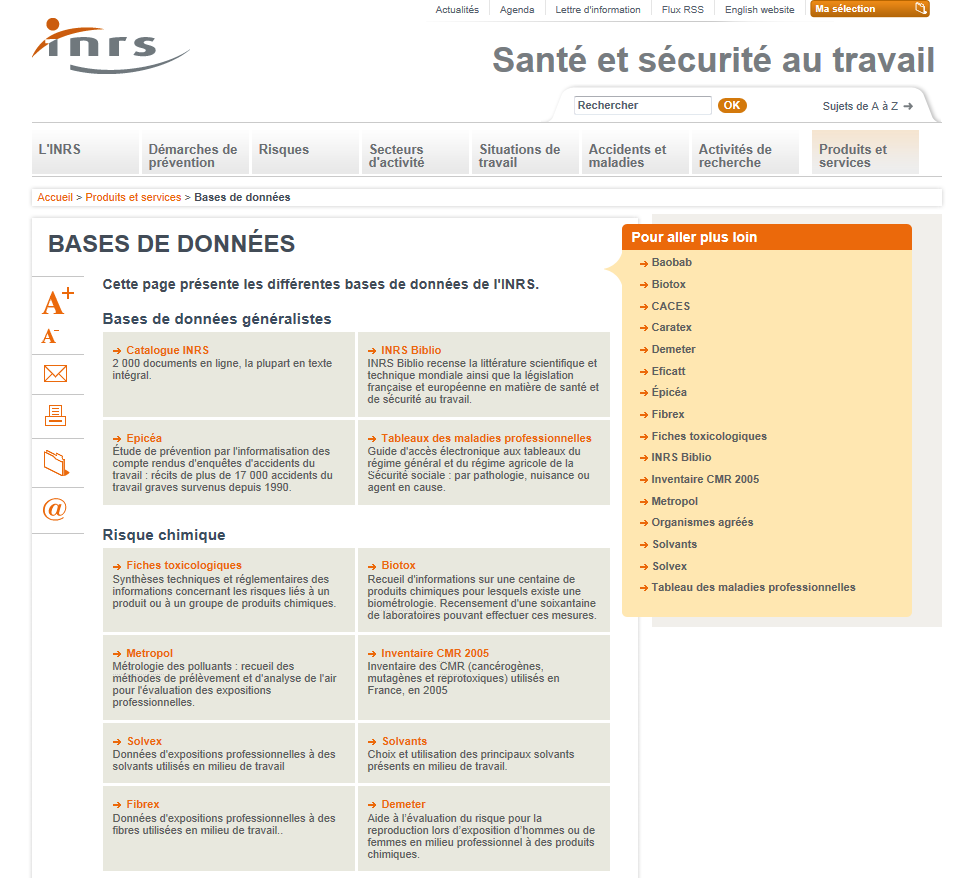 Actualités
Agenda
Lettre d'information
Flux RSS
English website
Ma sélection
inrs
Santé et sécurité au travail
Rechercher
OK
Sujets de A à Z
L'INRS
Démarches de
prévention
Risques
Secteurs
d'activité
Situations de
travail
Accidents et
maladies
Activités de
recherche
Produits et
services
Accueil > Produits et services > Bases de données
BASES DE DONNÉES
A+
A-
@
Cette page présente les différentes bases de données de l'INRS.
Bases de données généralistes
Catalogue INRS
2 000 documents en ligne, la plupart en texte
intégral.
INRS Biblio
INRS Biblio recense la littérature scientifique et
technique mondiale ainsi que la législation
française et européenne en matière de santé et
de sécurité au travail.
Epicéa
Étude de prévention par l'informatisation des
compte rendus d'enquêtes d'accidents du
travail : récits de plus de 17 000 accidents du
travail graves survenus depuis 1990.
Tableaux des maladies professionnelles
Guide d'accès électronique aux tableaux du
régime général et du régime agricole de la
Sécurité sociale : par pathologie, nuisance ou
agent en cause.
Risque chimique
Fiches toxicologiques
Synthèses techniques et réglementaires des
informations concernant les risques liés à un
produit ou à un groupe de produits chimiques.
Biotox
Recueil d'informations sur une centaine de
produits chimiques pour lesquels existe une
biométrologie. Recensement d'une soixantaine
de laboratoires pouvant effectuer ces mesures.
Metropol
Métrologie des polluants : recueil des
méthodes de prélèvement et d'analyse de l'air
pour l'évaluation des expositions
professionnelles.
Inventaire CMR 2005
Inventaire des CMR (cancérogènes,
mutagènes et reprotoxiques) utilisés en
France, en 2005
Solvex
Données d'expositions professionnelles à des
solvants utilisés en milieu de travail
Solvants
Choix et utilisation des principaux solvants
présents en milieu de travail.
Fibrex
Données d'expositions professionnelles à des
fibres utilisées en milieu de travail..
Demeter
Aide à l'évaluation du risque pour la
reproduction lors d'exposition d'hommes ou de
femmes en milieu professionnel à des produits
chimiques.
Pour aller plus loin
Baobab
Biotox
CACES
Caratex
Demeter
Eficatt
Épicéa
Fibrex
Fiches toxicologiques
INRS Biblio
Inventaire CMR 2005
Metropol
Organismes agréés
Solvants
Solvex
Tableau des maladies professionnelles